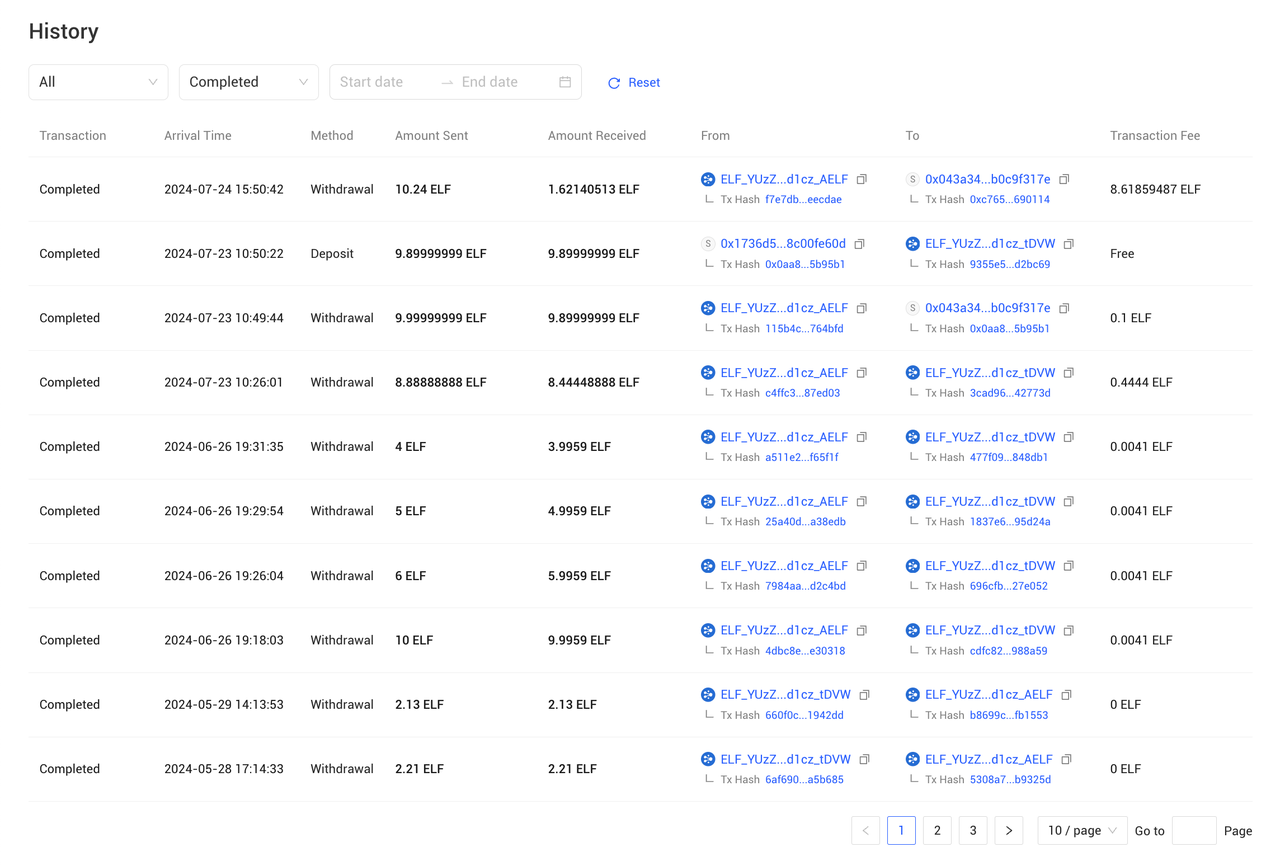 History
All Completed Start date End date Reset
Transaction Arrival Time Method Amount Sent Amount Received From To Transaction Fee
ELF_YUzZ...d1cz_AELF S 0x043a34...b0c9f317e
Completed 2024-07-24 15:50:42 Withdrawal 10.24 ELF 1.62140513 ELF 8.61859487 ELF
Tx Hash f7e7db...eecdae Tx Hash 0xc765...690114
S 0x1736d5...8c00fe60d ELF_YUzZ...d1cz_tDVW
Completed 2024-07-23 10:50:22 Deposit 9.89999999 ELF 9.89999999 ELF Free
Tx Hash 0x0aa8...5b95b1 Tx Hash 9355e5...d2bc69
ELF_YUzZ...d1cz_AELF S 0x043a34...b0c9f317e
Completed 2024-07-23 10:49:44 Withdrawal 9.99999999 ELF 9.89999999 ELF 0.1 ELF
Tx Hash 115b4c...764bfd Tx Hash 0x0aa8...5b95b1
ELF_YUzZ...d1cz_AELF ELF_YUzZ...d1cz_tDVW
Completed 2024-07-23 10:26:01 Withdrawal 8.88888888 ELF 8.44448888 ELF 0.4444 ELF
Tx Hash c4ffc3...87ed03 Tx Hash 3cad96...42773d
ELF_YUzZ...d1cz_AELF ELF_YUzZ...d1cz_tDVW
Completed 2024-06-26 19:31:35 Withdrawal 4 ELF 3.9959 ELF 0.0041 ELF
Tx Hash a511e2...f65f1f Tx Hash 477f09...848db1
ELF_YUzZ...d1cz_AELF ELF_YUzZ...d1cz_tDVW
Completed 2024-06-26 19:29:54 Withdrawal 5 ELF 4.9959 ELF 0.0041 ELF
Tx Hash 25a40d...a38edb Tx Hash 1837e6...95d24a
ELF_YUzZ...d1cz_AELF ELF_YUzZ...d1cz_tDVW
Completed 2024-06-26 19:26:04 Withdrawal 6 ELF 5.9959 ELF 0.0041 ELF
Tx Hash 7984aa...d2c4bd Tx Hash 696cfb...27e052
ELF_YUzZ...d1cz_AELF ELF_YUzZ...d1cz_tDVW
Completed 2024-06-26 19:18:03 Withdrawal 10 ELF 9.9959 ELF 0.0041 ELF
Tx Hash 4dbc8e...e30318 Tx Hash cdfc82...988a59
ELF_YUzZ...d1cz_tDVW ELF_YUzZ...d1cz_AELF
Completed 2024-05-29 14:13:53 Withdrawal 2.13 ELF 2.13 ELF 0 ELF
Tx Hash 660f0c...1942dd Tx Hash b8699c...fb1553
ELF_YUzZ...d1cz_tDVW ELF_YUzZ...d1cz_AELF
Completed 2024-05-28 17:14:33 Withdrawal 2.21 ELF 2.21 ELF 0 ELF
Tx Hash 6af690...a5b685 Tx Hash 5308a7...b9325d
< 1 2 3 > 10 / page Go to Page